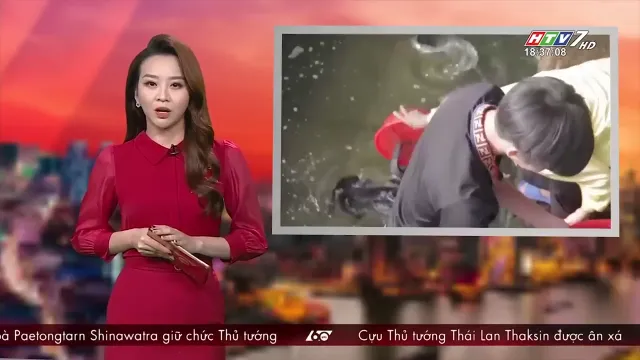 HTV7 HD
18:37:08
à Paetongtarn Shinawatra giữ chức Thủ tướng 60 Cựu Thủ tướng Thái Lan Thaksin được ân xá